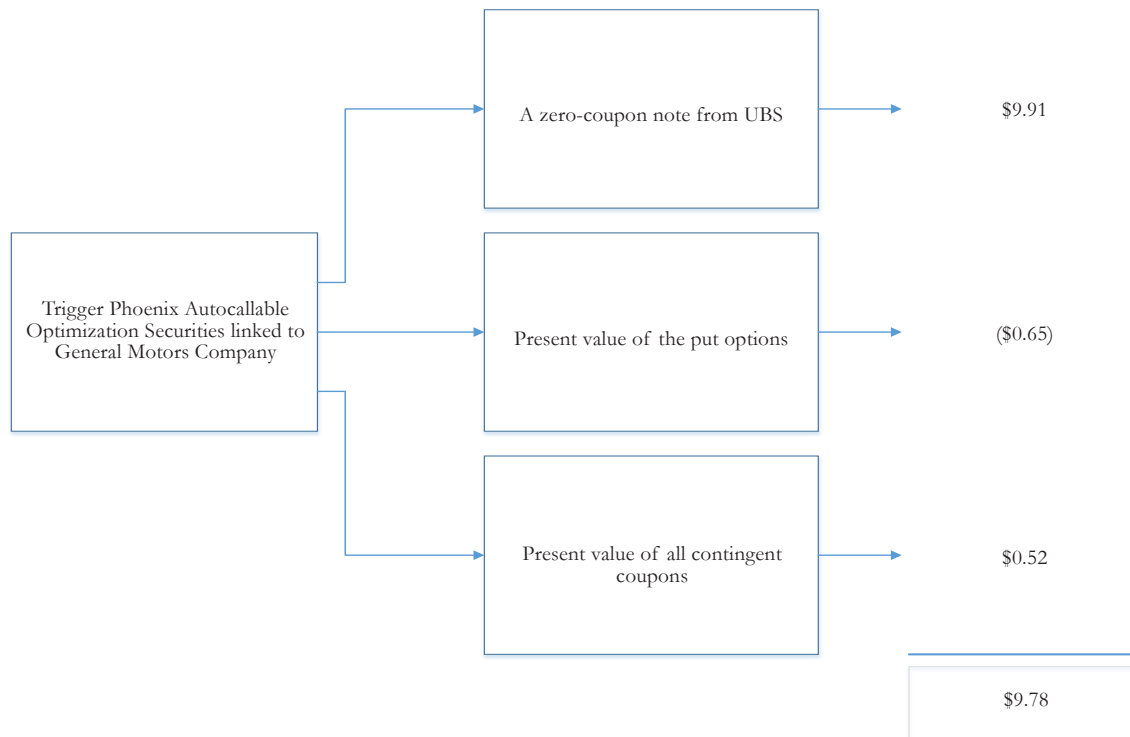 A zero-coupon note from UBS
$9.91
Trigger Phoenix Autocallable
Optimization Securities linked to
General Motors Company
Present value of the put options
($0.65)
Present value of all contingent
coupons
$0.52
$9.78